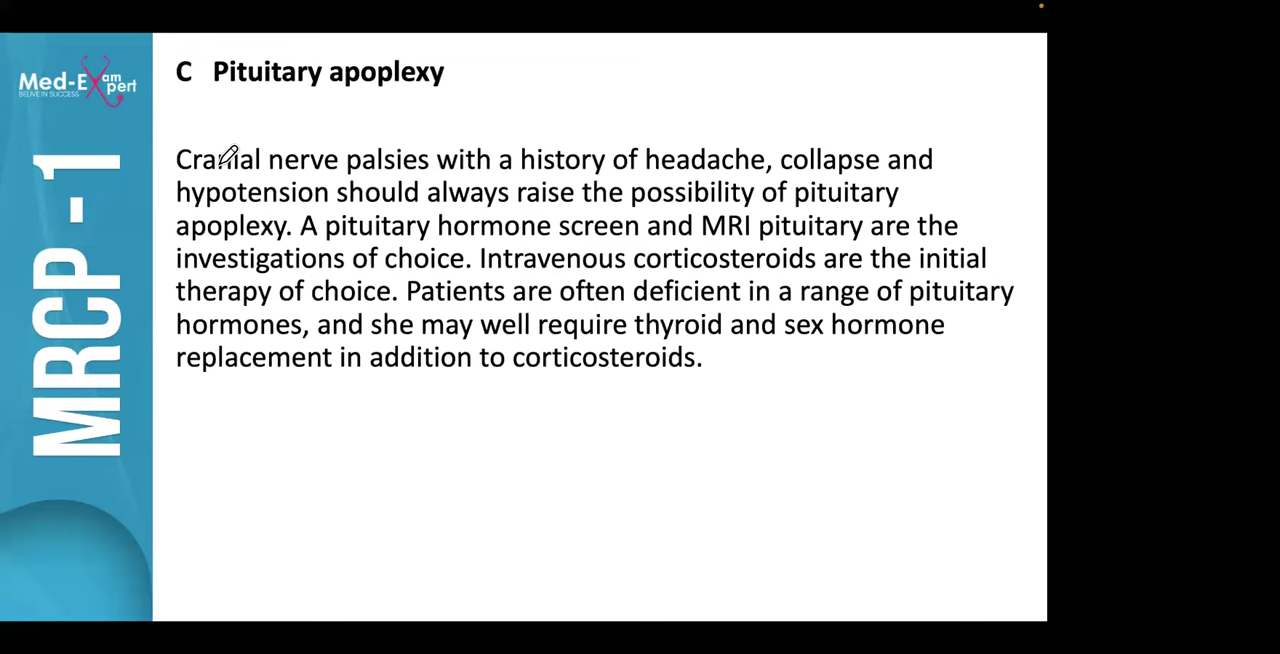 Med-Exam
pert
BELIVE IN SUCCESS
MRCP - 1
C Pituitary apoplexy
Cranial nerve palsies with a history of headache, collapse and
hypotension should always raise the possibility of pituitary
apoplexy. A pituitary hormone screen and MRI pituitary are the
investigations of choice. Intravenous corticosteroids are the initial
therapy of choice. Patients are often deficient in a range of pituitary
hormones, and she may well require thyroid and sex hormone
replacement in addition to corticosteroids.